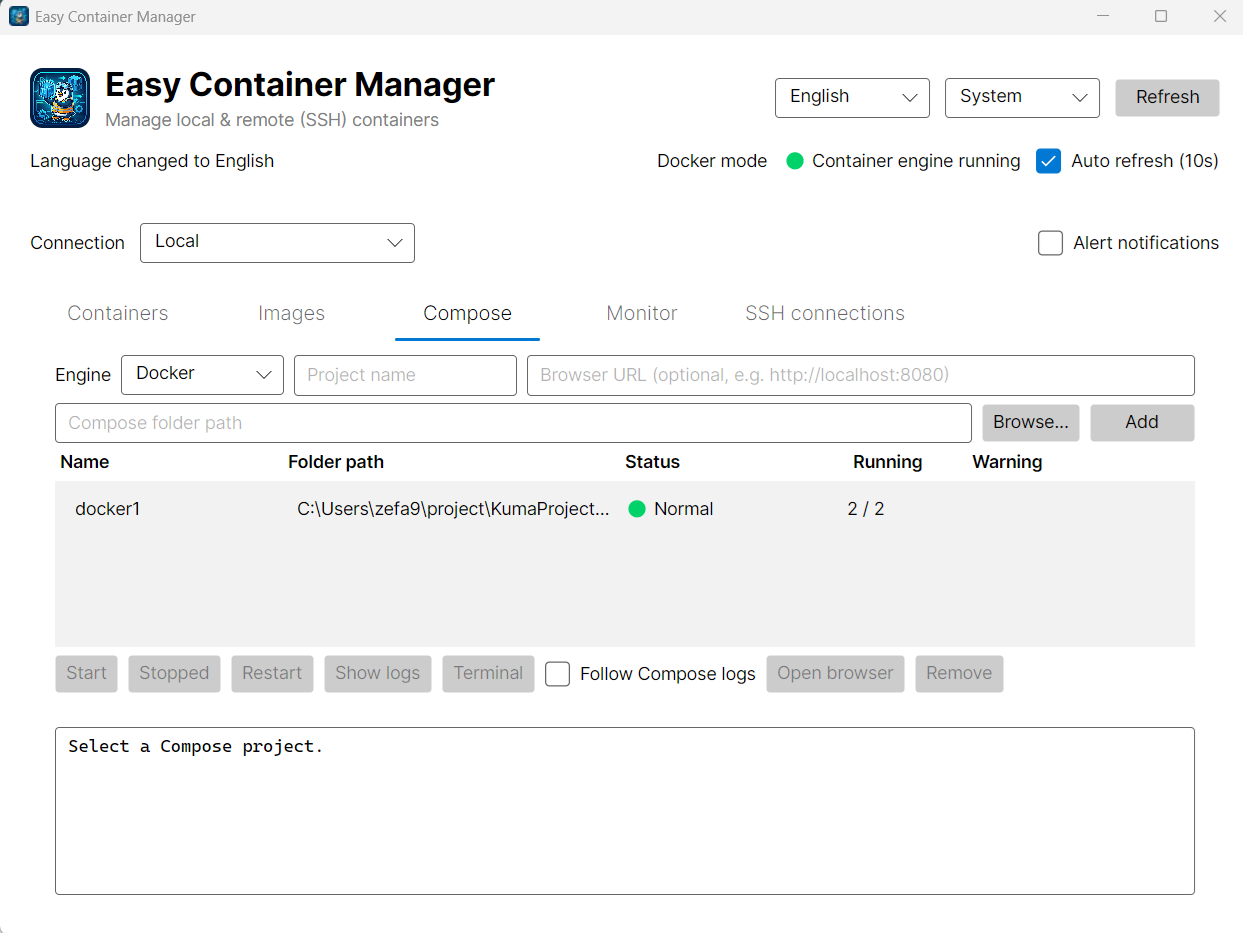 Easy Container Manager
Easy Container Manager
Manage local & remote (SSH) containers
English
System
Refresh
Language changed to English
Docker mode
Container engine running
Auto refresh (10s)
Connection
Local
Alert notifications
Containers
Images
Compose
Monitor
SSH connections
Engine
Docker
Project name
Browser URL (optional, e.g. http://localhost:8080)
Compose folder path
Browse...
Add
Name Folder path Status Running Warning
docker1 C:\Users\zefa9\project\KumaProject... Normal 2 / 2
Start
Stopped
Restart
Show logs
Terminal
Follow Compose logs
Open browser
Remove
Select a Compose project.